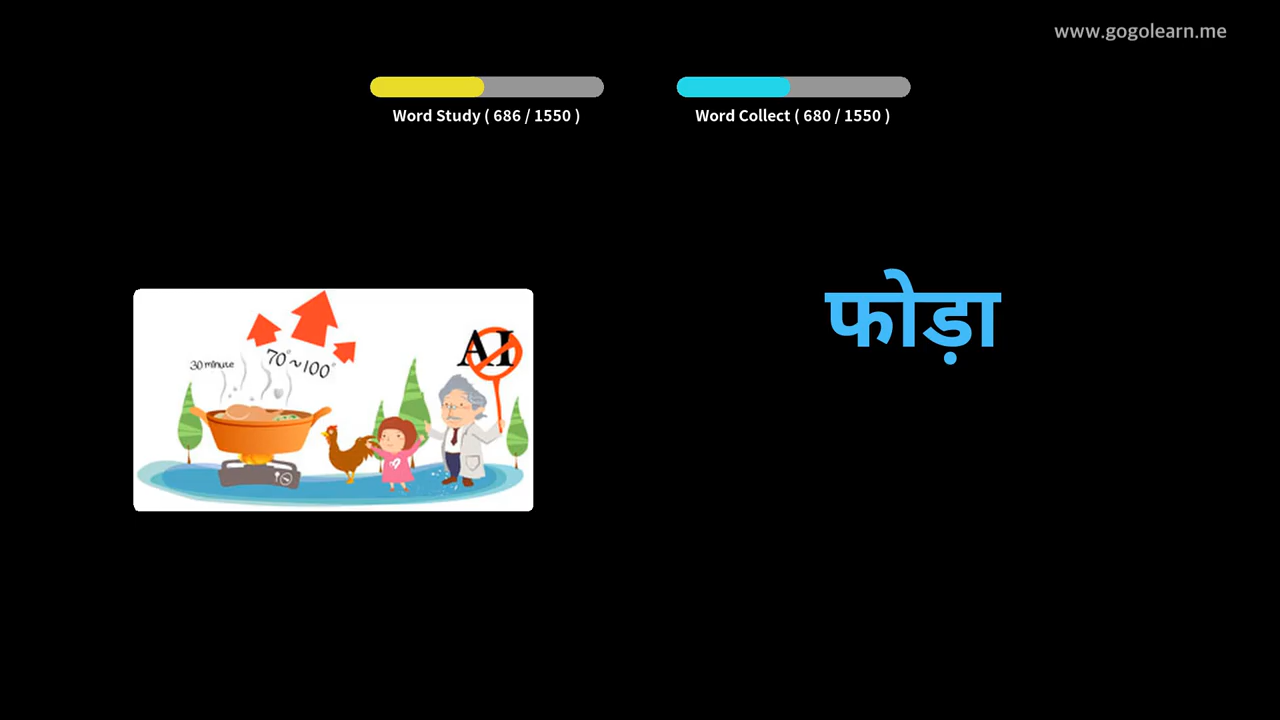 www.gogolearn.me
Word Study ( 686 / 1550 )
Word Collect ( 680 / 1550 )
फोड़ा
30 minute
70°~100°
AI